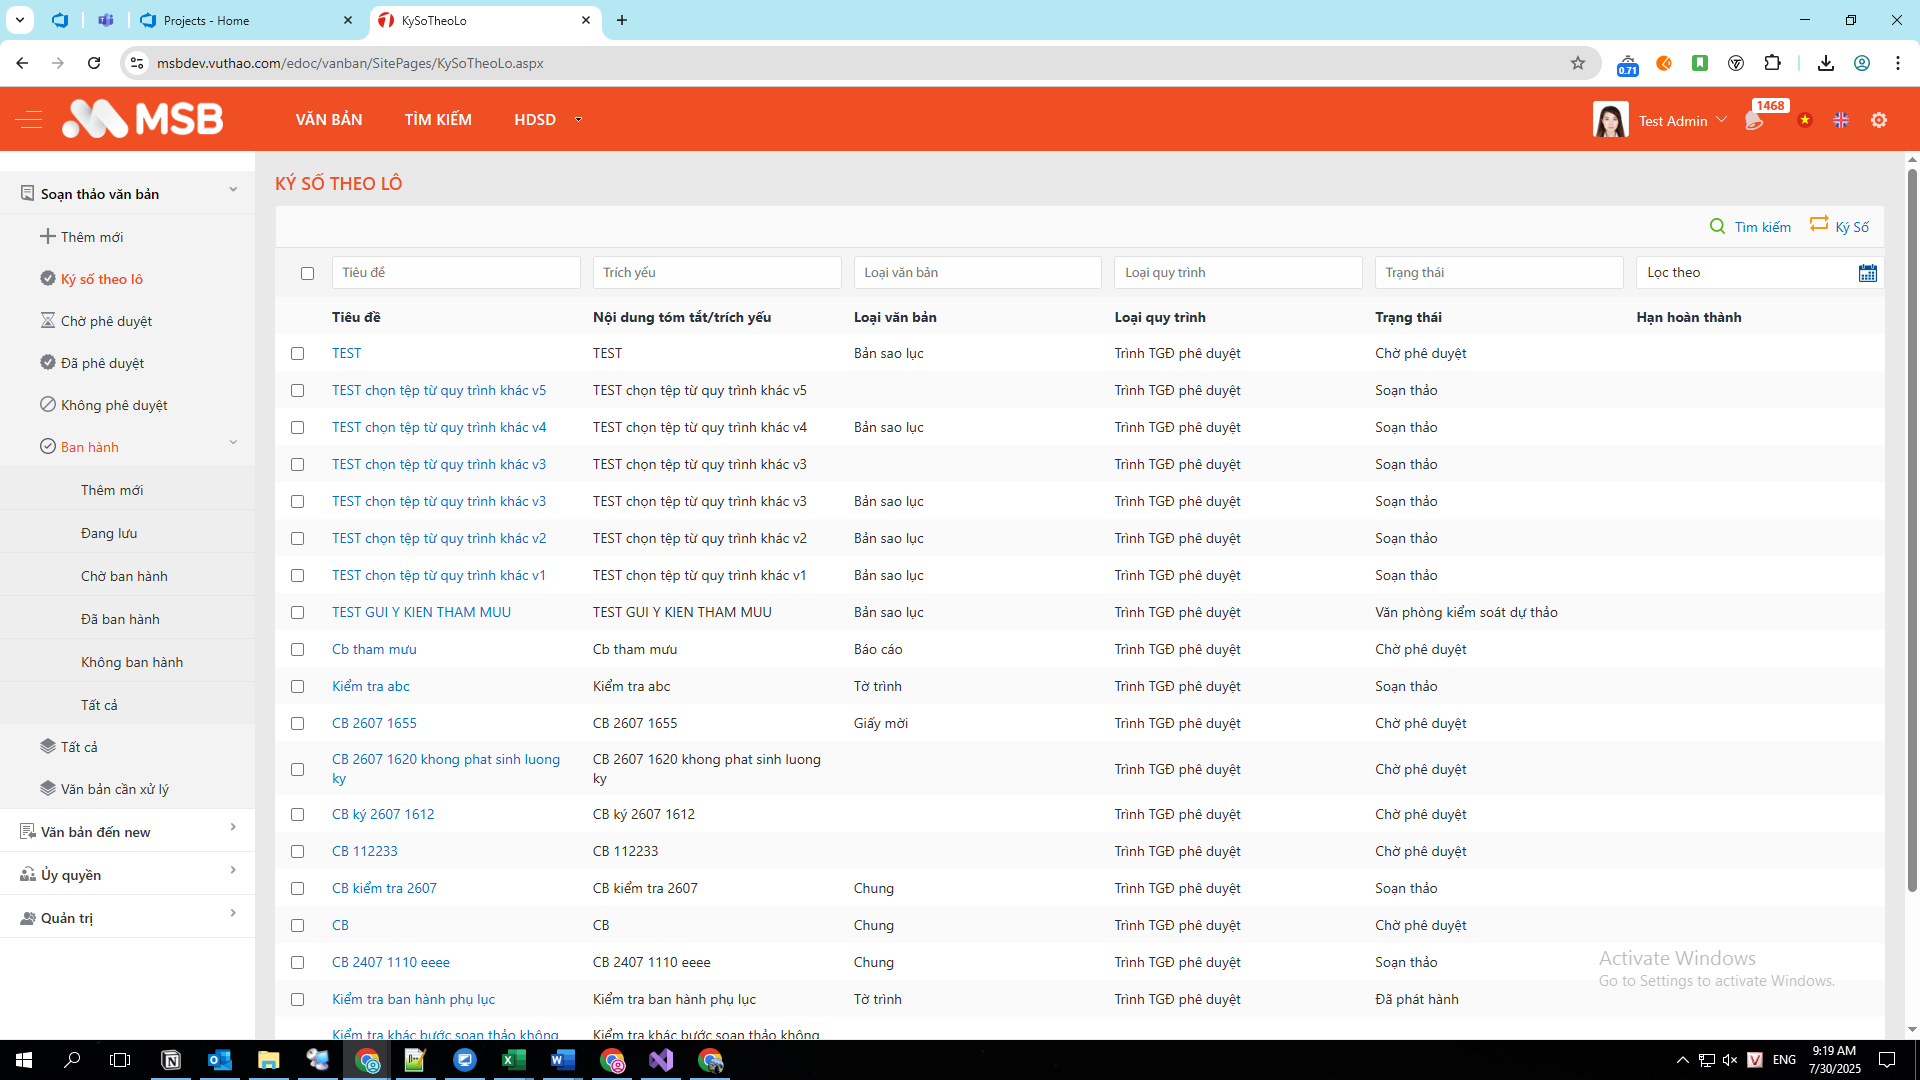 Projects - Home
KySoTheoLo
msbdev.vuthao.com/edoc/vanban/SitePages/KySoTheoLo.aspx
0.71
MSB
VĂN BẢN
TÌM KIẾM
HDSD
Test Admin
1468
Soạn thảo văn bản
Thêm mới
Ký số theo lô
Chờ phê duyệt
Đã phê duyệt
Không phê duyệt
Ban hành
Thêm mới
Đang lưu
Chờ ban hành
Đã ban hành
Không ban hành
Tất cả
Tất cả
Văn bản cần xử lý
Văn bản đến new
Ủy quyền
Quản trị
KÝ SỐ THEO LÔ
Tìm kiếm Ký Số
Tiêu đề Trích yếu Loại văn bản Loại quy trình Trạng thái Lọc theo
Tiêu đề Nội dung tóm tắt/trích yếu Loại văn bản Loại quy trình Trạng thái Hạn hoàn thành
TEST TEST Bản sao lục Trình TGĐ phê duyệt Chờ phê duyệt
TEST chọn tệp từ quy trình khác v5 TEST chọn tệp từ quy trình khác v5 Trình TGĐ phê duyệt Soạn thảo
TEST chọn tệp từ quy trình khác v4 TEST chọn tệp từ quy trình khác v4 Bản sao lục Trình TGĐ phê duyệt Soạn thảo
TEST chọn tệp từ quy trình khác v3 TEST chọn tệp từ quy trình khác v3 Trình TGĐ phê duyệt Soạn thảo
TEST chọn tệp từ quy trình khác v3 TEST chọn tệp từ quy trình khác v3 Bản sao lục Trình TGĐ phê duyệt Soạn thảo
TEST chọn tệp từ quy trình khác v2 TEST chọn tệp từ quy trình khác v2 Bản sao lục Trình TGĐ phê duyệt Soạn thảo
TEST chọn tệp từ quy trình khác v1 TEST chọn tệp từ quy trình khác v1 Bản sao lục Trình TGĐ phê duyệt Soạn thảo
TEST GUI Y KIEN THAM MUU TEST GUI Y KIEN THAM MUU Bản sao lục Trình TGĐ phê duyệt Văn phòng kiểm soát dự thảo
Cb tham mưu Cb tham mưu Báo cáo Trình TGĐ phê duyệt Chờ phê duyệt
Kiểm tra abc Kiểm tra abc Tờ trình Trình TGĐ phê duyệt Soạn thảo
CB 2607 1655 CB 2607 1655 Giấy mời Trình TGĐ phê duyệt Chờ phê duyệt
CB 2607 1620 khong phat sinh luong ky CB 2607 1620 khong phat sinh luong ky Trình TGĐ phê duyệt Chờ phê duyệt
CB ký 2607 1612 CB ký 2607 1612 Trình TGĐ phê duyệt Chờ phê duyệt
CB 112233 CB 112233 Trình TGĐ phê duyệt Chờ phê duyệt
CB kiểm tra 2607 CB kiểm tra 2607 Chung Trình TGĐ phê duyệt Soạn thảo
CB CB Chung Trình TGĐ phê duyệt Chờ phê duyệt
CB 2407 1110 eeee CB 2407 1110 eeee Chung Trình TGĐ phê duyệt Soạn thảo
Kiểm tra ban hành phụ lục Kiểm tra ban hành phụ lục Tờ trình Trình TGĐ phê duyệt Đã phát hành
Kiểm tra khác bước soạn thảo không Kiểm tra khác bước soạn thảo không
Activate Windows
Go to Settings to activate Windows.
ENG
9:19 AM
7/30/2025